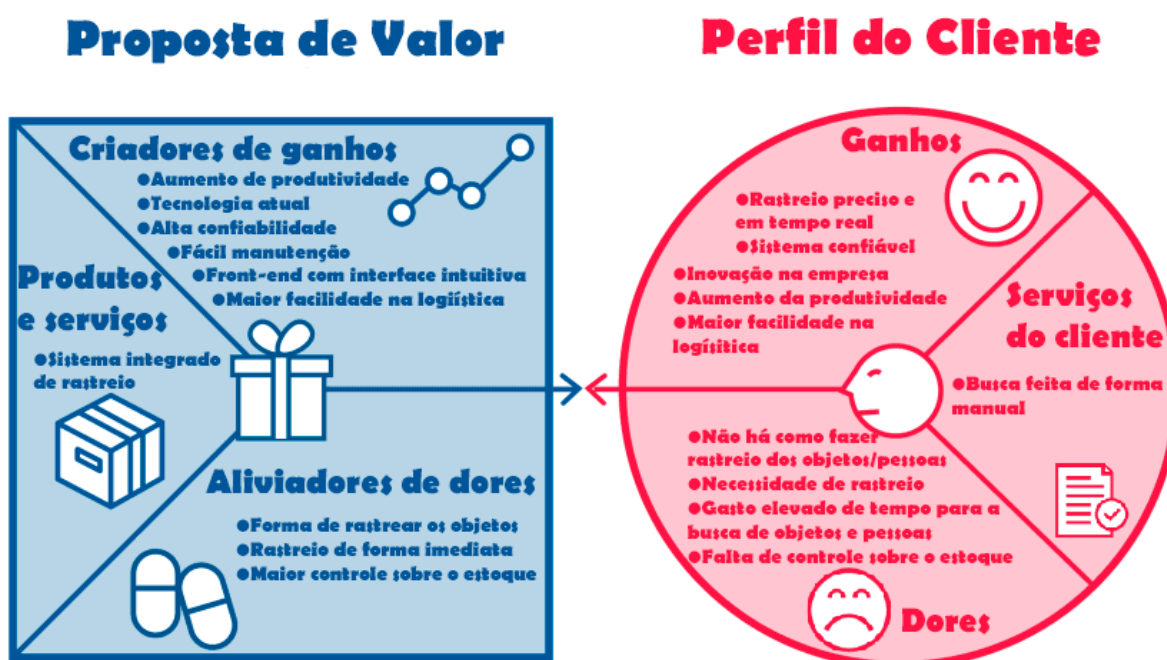 Proposta de Valor
Perfil do Cliente
Criadores de ganhos
●Aumento de produtividade
●Tecnologia atual
●Alta confiabilidade
●Fácil manutenção
●Front-end com interface intuitiva
●Maior facilidade na logiística
Produtos
e serviços
●Sistema integrado
de rastreio
Aliviadores de dores
●Forma de rastrear os objetos
●Rastreio de forma imediata
●Maior controle sobre o estoque
Ganhos
●Rastreio preciso e
em tempo real
●Sistema confiável
●Inovação na empresa
●Aumento da produtividade
●Maior facilidade na
logísitica
Serviços
do cliente
●Busca feita de forma
manual
●Não há como fazer
rastreio dos objetos/pessoas
●Necessidade de rastreio
●Gasto elevado de tempo para a
busca de objetos e pessoas
●Falta de controle sobre o estoque
Dores